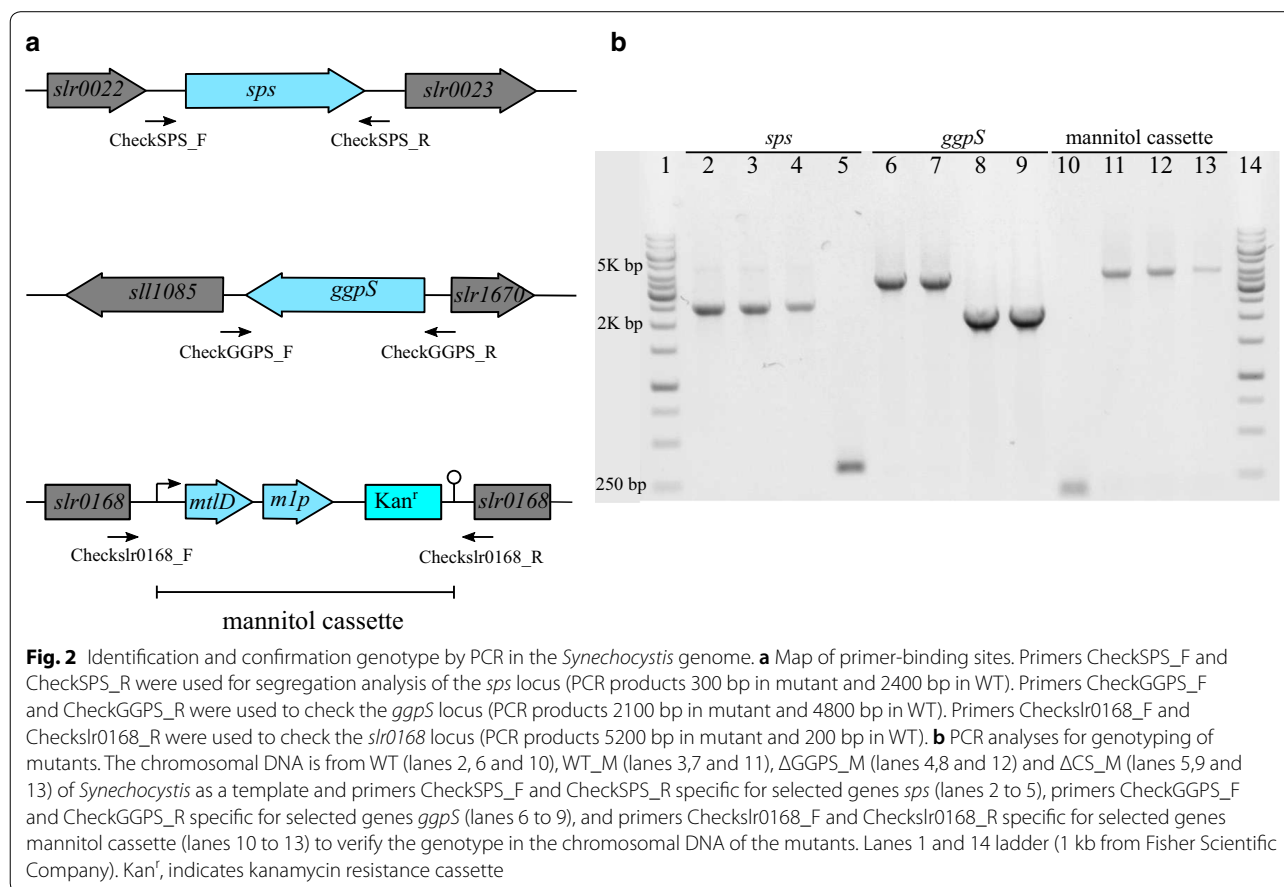 a
slr0022
sps
slr0023
CheckSPS_F
CheckSPS_R
sll1085
ggpS
slr1670
CheckGGPS_F
CheckGGPS_R
slr0168
mtlD
m1p
Kanʳ
slr0168
Checkslr0168_F
Checkslr0168_R
mannitol cassette
b
sps ggpS mannitol cassette
1 2 3 4 5 6 7 8 9 10 11 12 13 14
5K bp
2K bp
250 bp
Fig. 2 Identification and confirmation genotype by PCR in the Synechocystis genome. a Map of primer-binding sites. Primers CheckSPS_F and
CheckSPS_R were used for segregation analysis of the sps locus (PCR products 300 bp in mutant and 2400 bp in WT). Primers CheckGGPS_F
and CheckGGPS_R were used to check the ggpS locus (PCR products 2100 bp in mutant and 4800 bp in WT). Primers Checkslr0168_F and
Checkslr0168_R were used to check the slr0168 locus (PCR products 5200 bp in mutant and 200 bp in WT). b PCR analyses for genotyping of
mutants. The chromosomal DNA is from WT (lanes 2, 6 and 10), WT_M (lanes 3,7 and 11), ΔGGPS_M (lanes 4,8 and 12) and ΔCS_M (lanes 5,9 and
13) of Synechocystis as a template and primers CheckSPS_F and CheckSPS_R specific for selected genes sps (lanes 2 to 5), primers CheckGGPS_F
and CheckGGPS_R specific for selected genes ggpS (lanes 6 to 9), and primers Checkslr0168_F and Checkslr0168_R specific for selected genes
mannitol cassette (lanes 10 to 13) to verify the genotype in the chromosomal DNA of the mutants. Lanes 1 and 14 ladder (1 kb from Fisher Scientific
Company). Kanʳ, indicates kanamycin resistance cassette